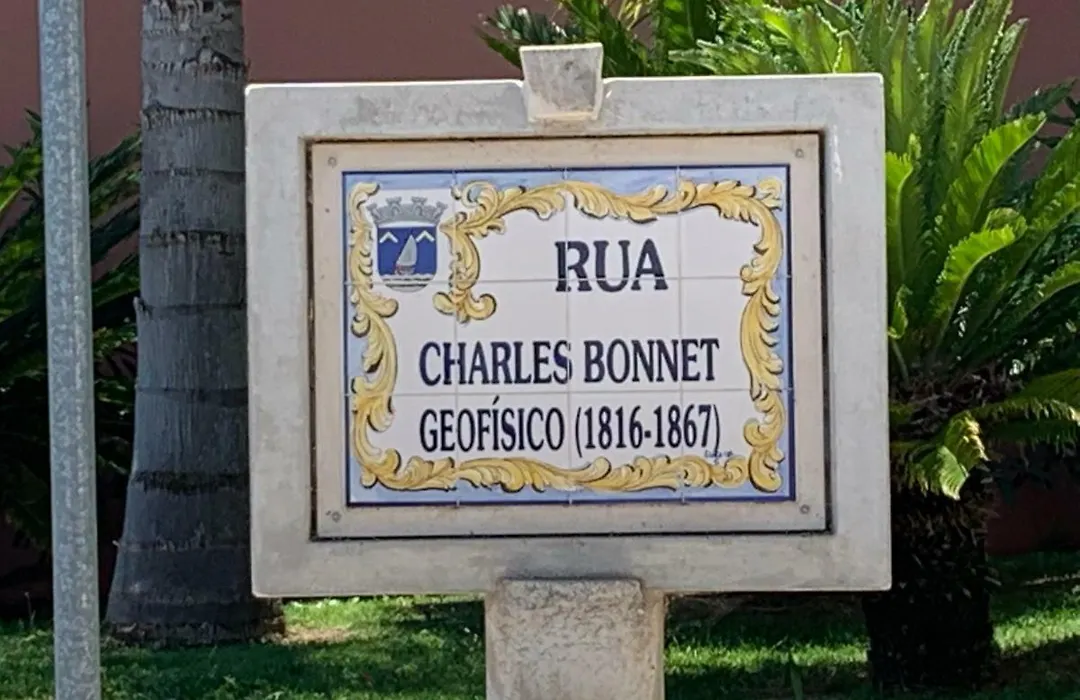 RUA
CHARLES BONNET
GEOFÍSICO (1816-1867)